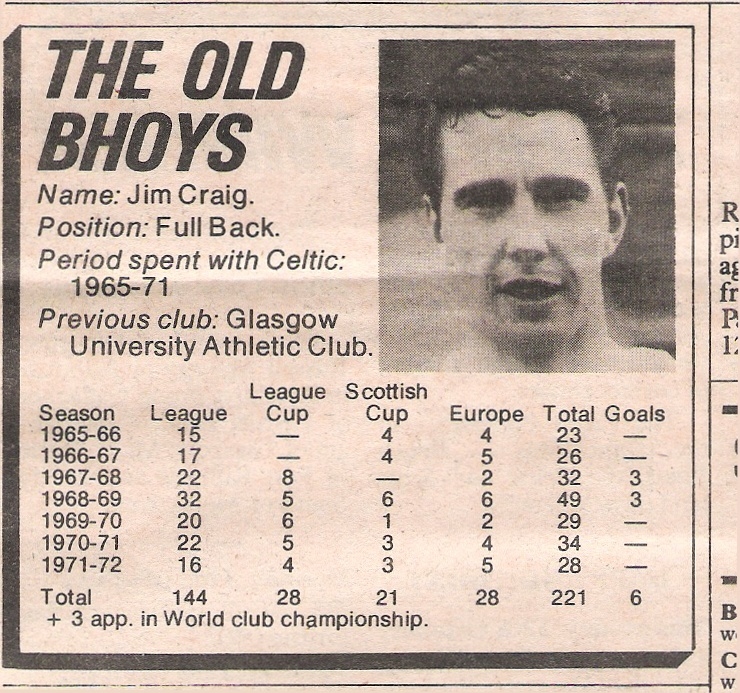 THE OLD
BHOYS
Name: Jim Craig.
Position: Full Back.
Period spent with Celtic:
1965-71
Previous club: Glasgow
University Athletic Club.
League Scottish
Season League Cup Cup Europe Total Goals
1965-66 15 — 4 4 23 —
1966-67 17 — 4 5 26 —
1967-68 22 8 — 2 32 3
1968-69 32 5 6 6 49 3
1969-70 20 6 1 2 29 —
1970-71 22 5 3 4 34 —
1971-72 16 4 3 5 28 —
Total 144 28 21 28 221 6
+ 3 app. in World club championship.
R
pi
ag
fr
B
w
C
w